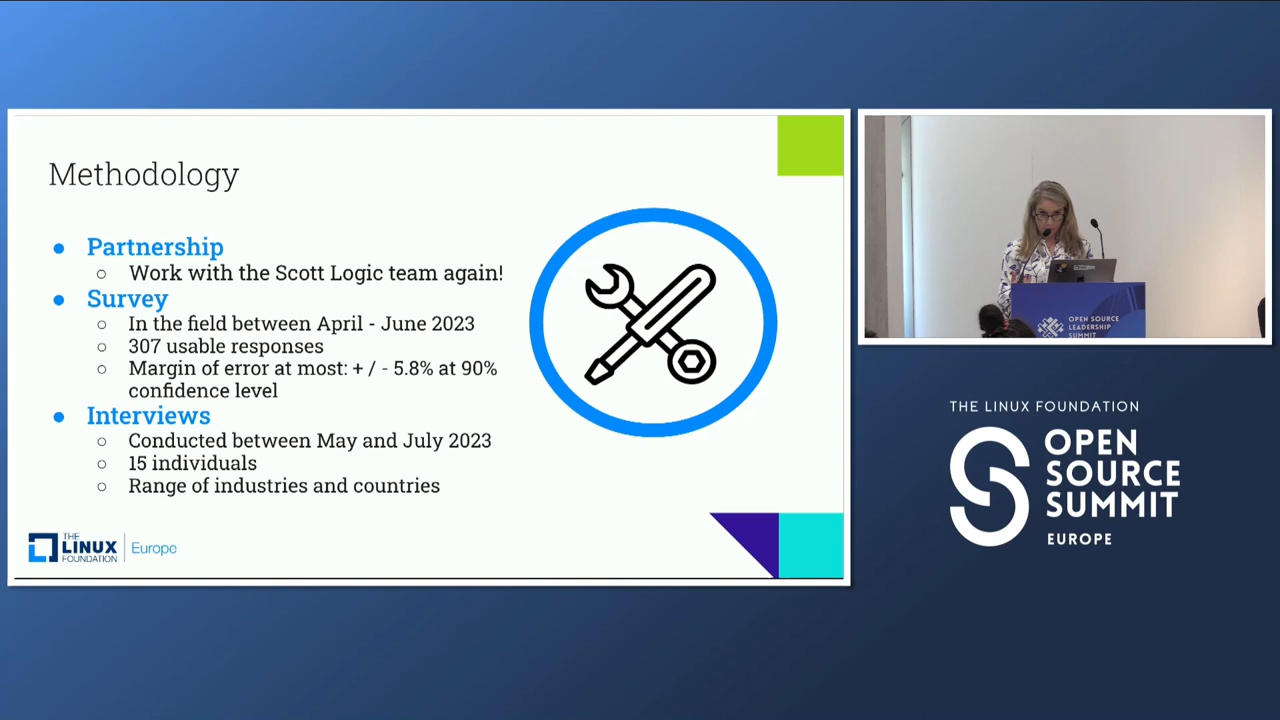 Methodology
● Partnership
○ Work with the Scott Logic team again!
● Survey
○ In the field between April - June 2023
○ 307 usable responses
○ Margin of error at most: + / - 5.8% at 90%
confidence level
● Interviews
○ Conducted between May and July 2023
○ 15 individuals
○ Range of industries and countries
THE
LINUX
FOUNDATION
Europe
OPEN SOURCE
LEADERSHIP
SUMMIT
THE LINUX FOUNDATION
OPEN
SOURCE
SUMMIT
EUROPE